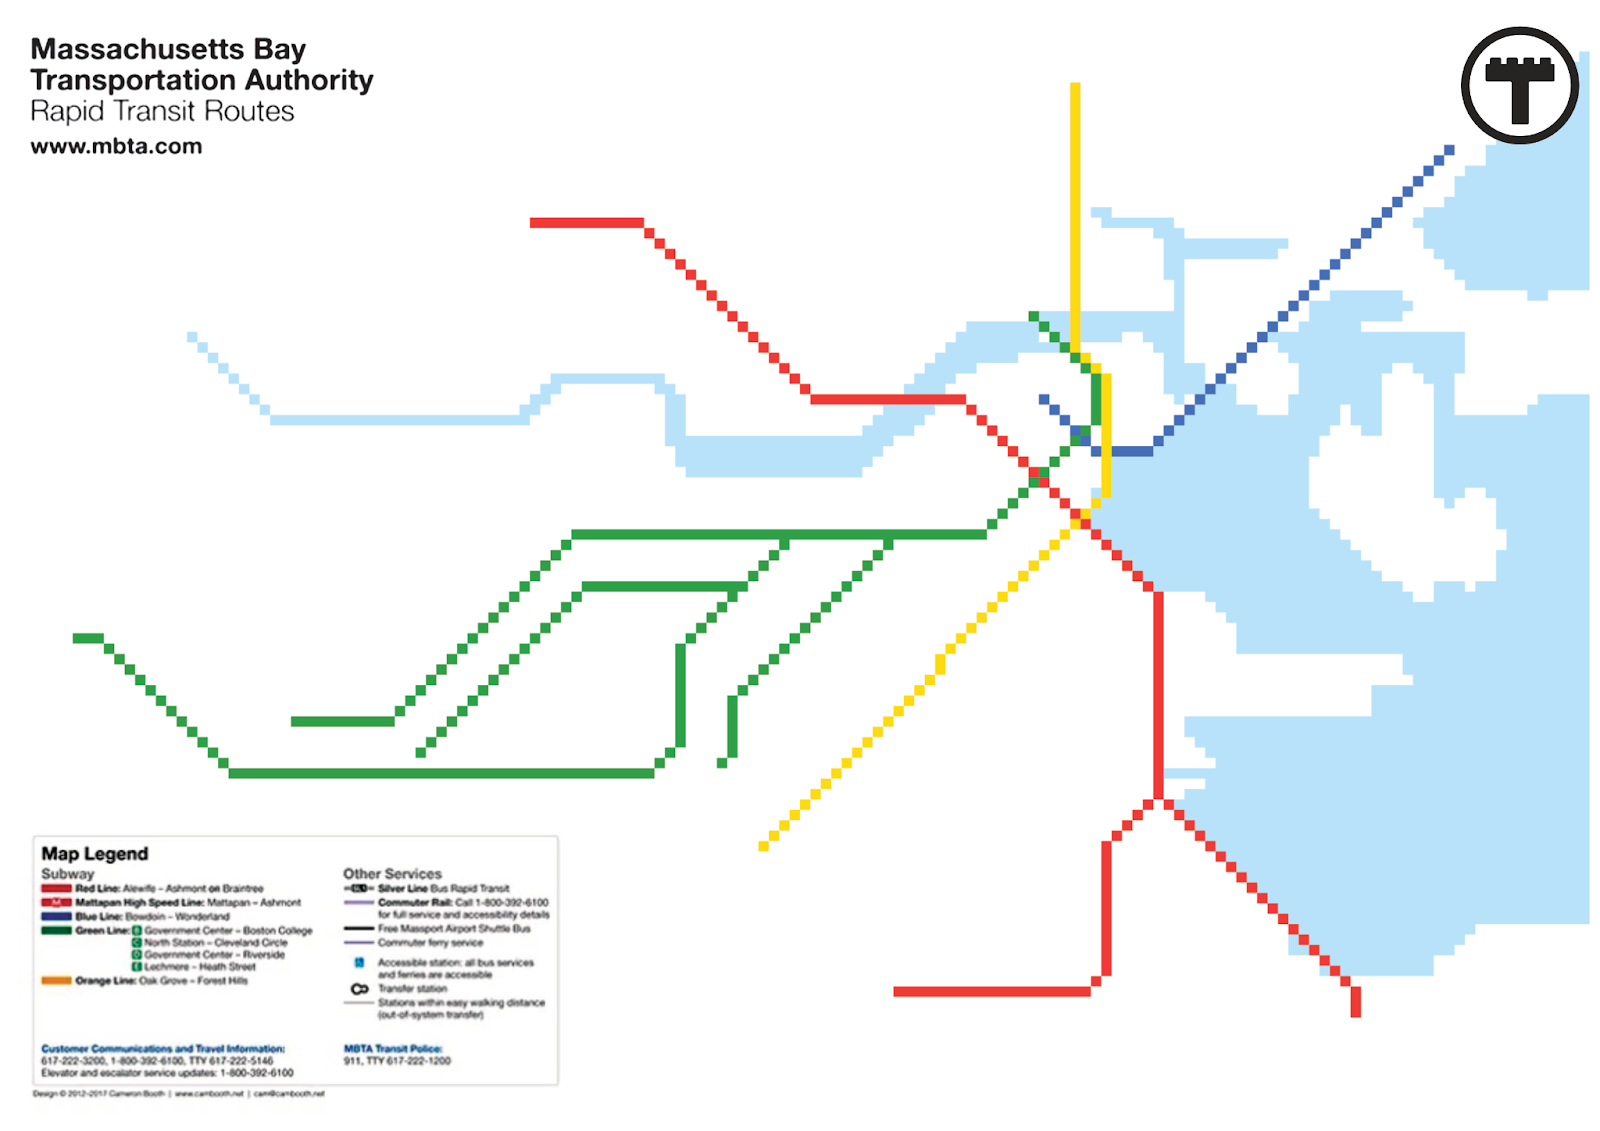 Massachusetts Bay
Transportation Authority
Rapid Transit Routes
www.mbta.com
T
Map Legend
Subway
Red Line: Alewife – Ashmont on Braintree
M Mattapan High Speed Line: Mattapan – Ashmont
Blue Line: Bowdoin – Wonderland
Green Line: B Government Center – Boston College
C North Station – Cleveland Circle
D Government Center – Riverside
E Lechmere – Heath Street
Orange Line: Oak Grove – Forest Hills
Other Services
SL Silver Line Bus Rapid Transit
Commuter Rail: Call 1-800-392-6100
for full service and accessibility details
Free Massport Airport Shuttle Bus
Commuter ferry service
Accessible station: all bus services
and ferries are accessible
Transfer station
Stations within easy walking distance
(out-of-system transfer)
Customer Communications and Travel Information:
617-222-3200, 1-800-392-6100, TTY 617-222-5146
Elevator and escalator service updates: 1-800-392-6100
MBTA Transit Police:
911, TTY 617-222-1200
Design © 2012–2017 Cameron Booth | www.cambooth.net | cam@cambooth.net